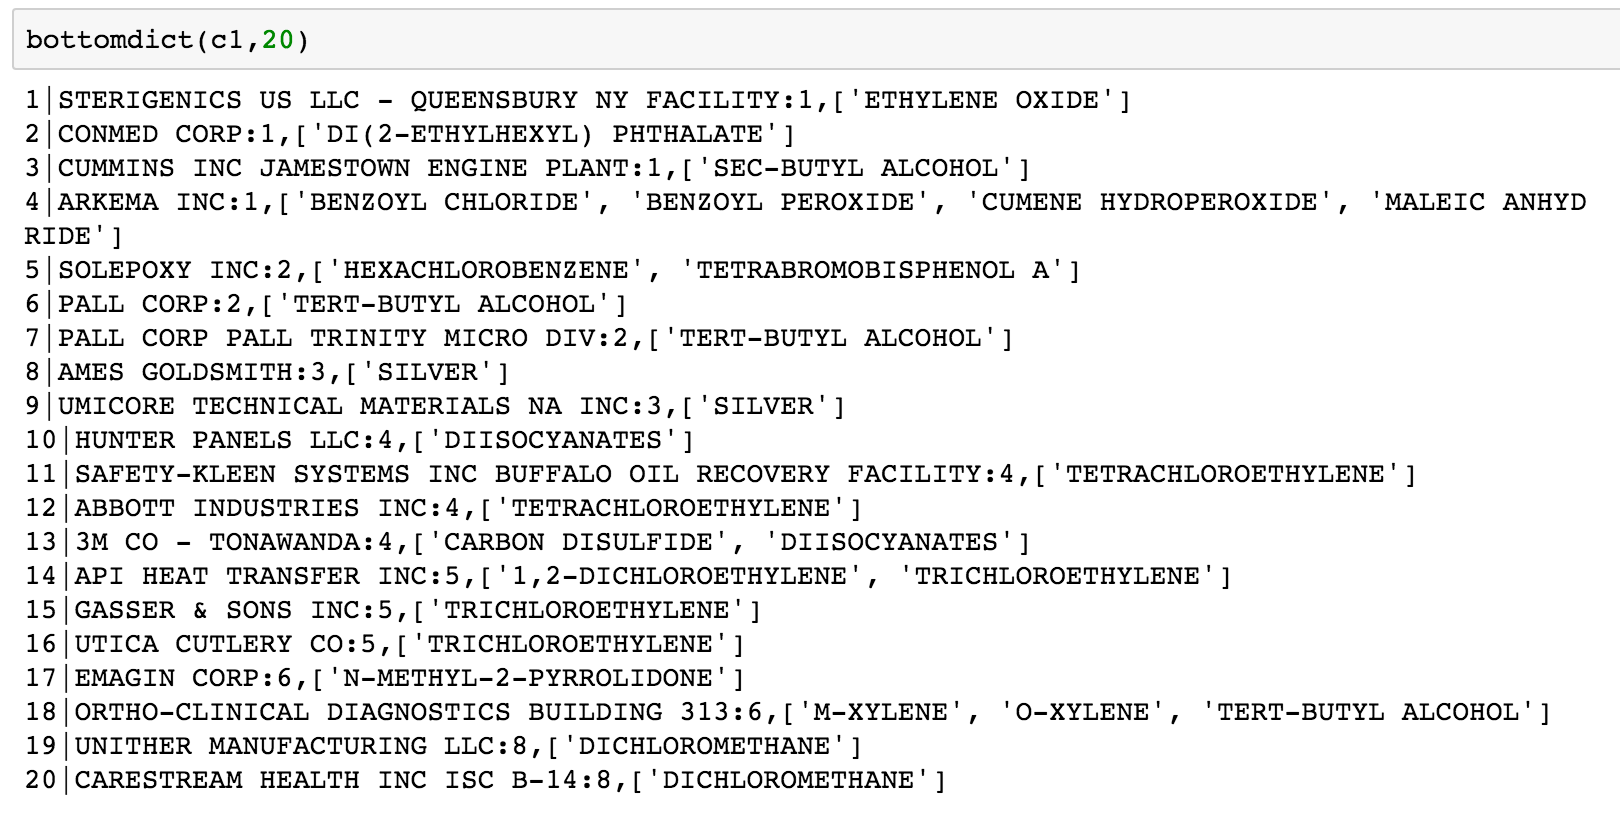 bottomdict(c1,20)
1|STERIGENICS US LLC - QUEENSBURY NY FACILITY:1,['ETHYLENE OXIDE']
2|CONMED CORP:1,['DI(2-ETHYLHEXYL) PHTHALATE']
3|CUMMINS INC JAMESTOWN ENGINE PLANT:1,['SEC-BUTYL ALCOHOL']
4|ARKEMA INC:1,['BENZOYL CHLORIDE', 'BENZOYL PEROXIDE', 'CUMENE HYDROPEROXIDE', 'MALEIC ANHYD
RIDE']
5|SOLEPOXY INC:2,['HEXACHLOROBENZENE', 'TETRABROMOBISPHENOL A']
6|PALL CORP:2,['TERT-BUTYL ALCOHOL']
7|PALL CORP PALL TRINITY MICRO DIV:2,['TERT-BUTYL ALCOHOL']
8|AMES GOLDSMITH:3,['SILVER']
9|UMICORE TECHNICAL MATERIALS NA INC:3,['SILVER']
10|HUNTER PANELS LLC:4,['DIISOCYANATES']
11|SAFETY-KLEEN SYSTEMS INC BUFFALO OIL RECOVERY FACILITY:4,['TETRACHLOROETHYLENE']
12|ABBOTT INDUSTRIES INC:4,['TETRACHLOROETHYLENE']
13|3M CO - TONAWANDA:4,['CARBON DISULFIDE', 'DIISOCYANATES']
14|API HEAT TRANSFER INC:5,['1,2-DICHLOROETHYLENE', 'TRICHLOROETHYLENE']
15|GASSER & SONS INC:5,['TRICHLOROETHYLENE']
16|UTICA CUTLERY CO:5,['TRICHLOROETHYLENE']
17|EMAGIN CORP:6,['N-METHYL-2-PYRROLIDONE']
18|ORTHO-CLINICAL DIAGNOSTICS BUILDING 313:6,['M-XYLENE', 'O-XYLENE', 'TERT-BUTYL ALCOHOL']
19|UNITHER MANUFACTURING LLC:8,['DICHLOROMETHANE']
20|CARESTREAM HEALTH INC ISC B-14:8,['DICHLOROMETHANE']